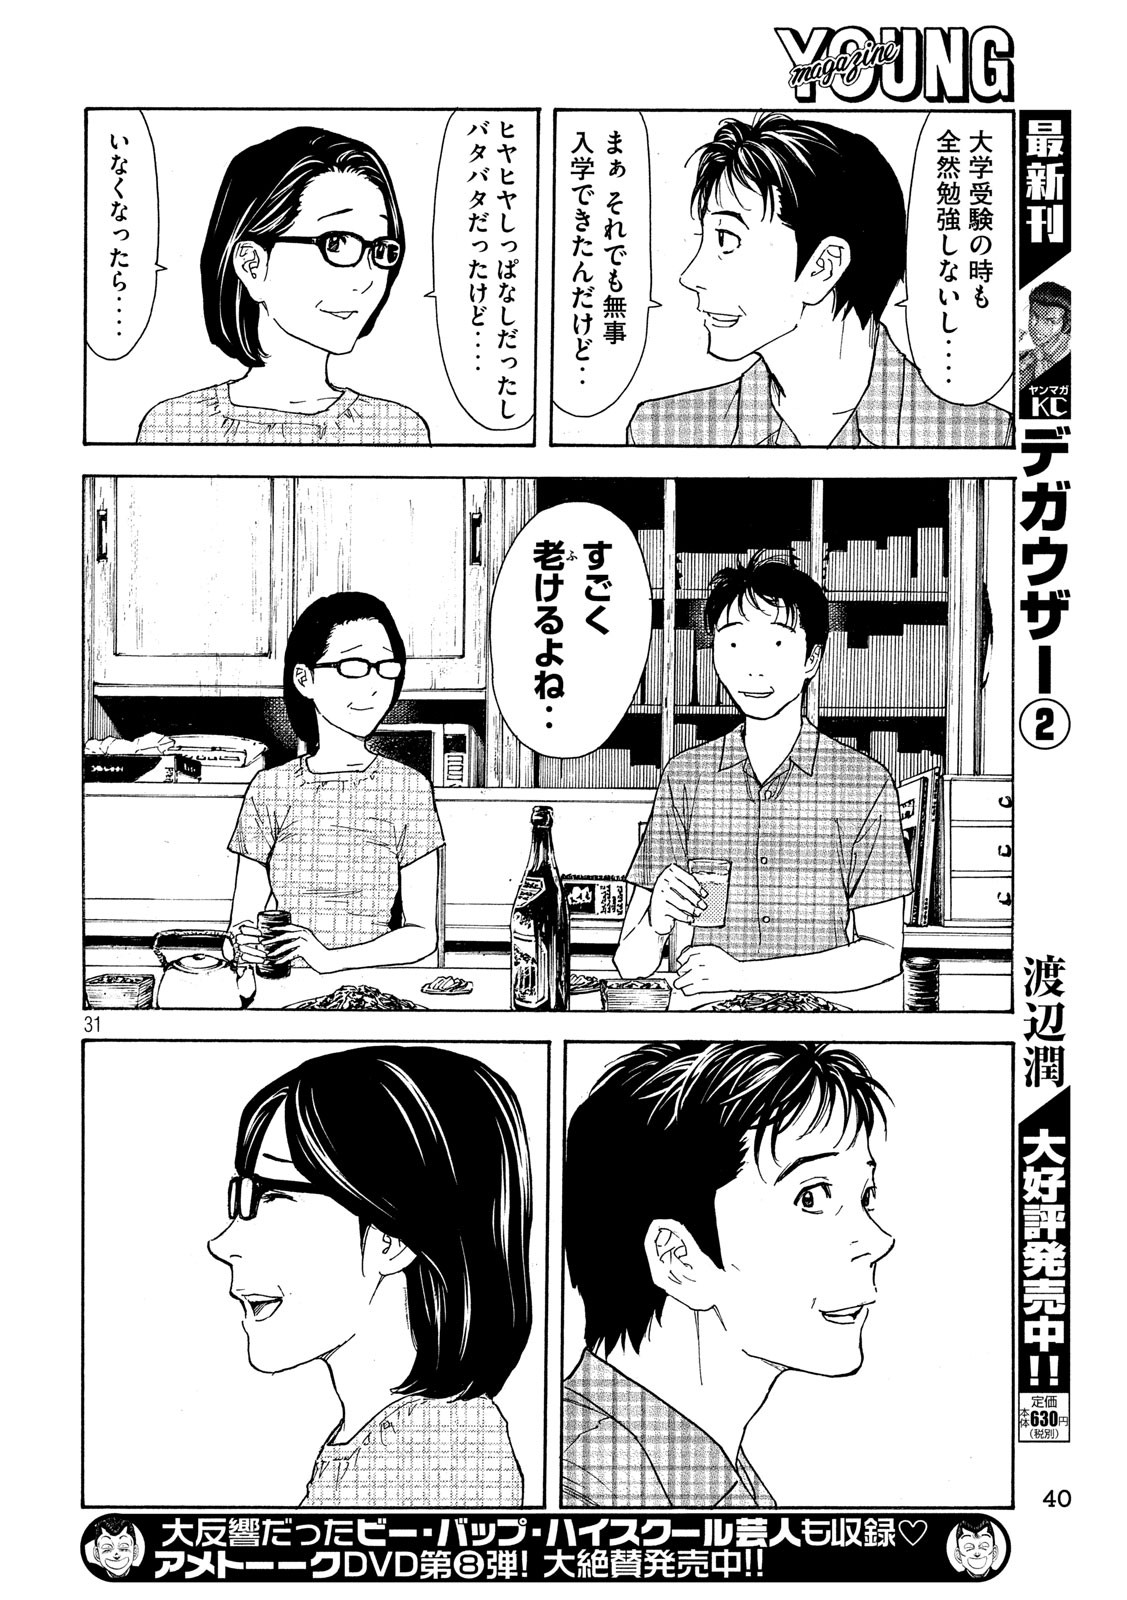 YOUNG
magazine
大学受験の時も
全然勉強しないし‥‥
まぁ それでも無事
入学できたんだけど‥
ヒヤヒヤしっぱなしだったし
バタバタだったけど‥‥
いなくなったら‥‥‥
すごく
老けるよね‥
ふ
31
最新刊
ヤンマガ
KC
デガウザー②
渡辺潤
大好評発売中!!
定価
本体630円
(税別)
40
大反響だったビー・バップ・ハイスクール芸人も収録♡
アメトーークDVD第❽弾! 大絶賛発売中!!